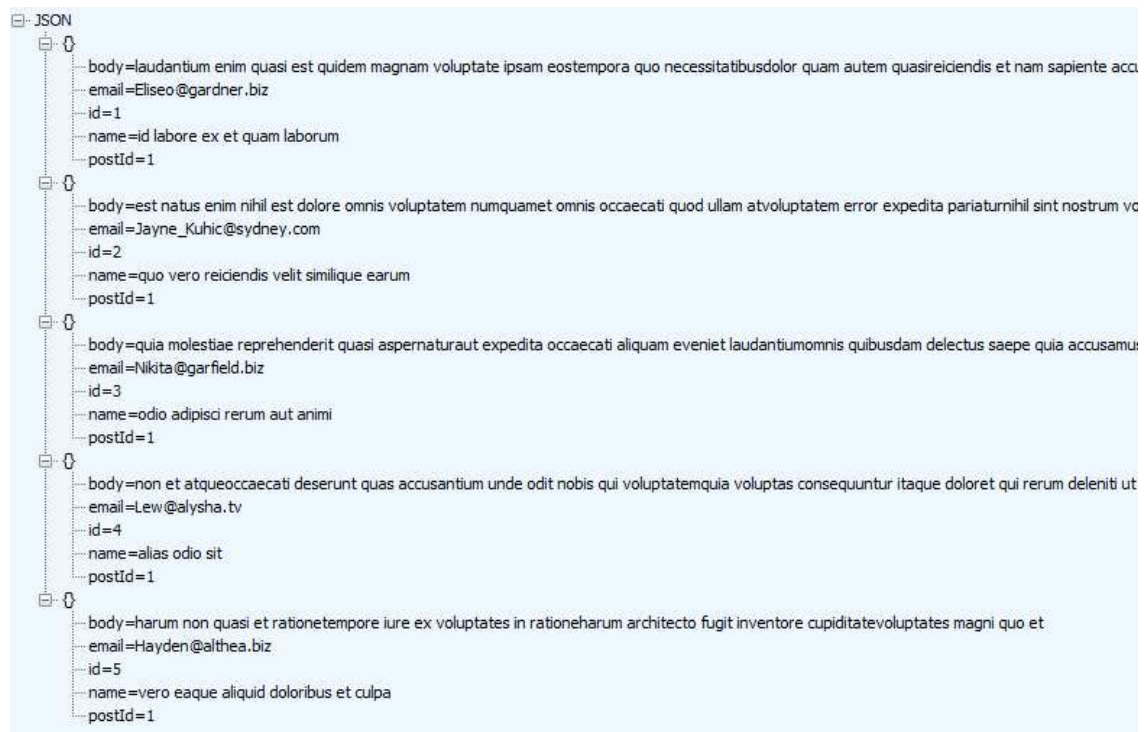 JSON
{}
body=laudantium enim quasi est quidem magnam voluptate ipsam eostempora quo necessitatibusdolor quam autem quasireiciendis et nam sapiente accu
email=Eliseo@gardner.biz
id=1
name=id labore ex et quam laborum
postId=1
{}
body=est natus enim nihil est dolore omnis voluptatem numquamet omnis occaecati quod ullam atvoluptatem error expedita pariaturnihil sint nostrum vo
email=Jayne_Kuhic@sydney.com
id=2
name=quo vero reiciendis velit similique earum
postId=1
{}
body=quia molestiae reprehenderit quasi aspernaturaut expedita occaecati aliquam eveniet laudantiumomnis quibusdam delectus saepe quia accusamus
email=Nikita@garfield.biz
id=3
name=odio adipisci rerum aut animi
postId=1
{}
body=non et atqueoccaecati deserunt quas accusantium unde odit nobis qui voluptatemquia voluptas consequuntur itaque doloret qui rerum deleniti ut
email=Lew@alysha.tv
id=4
name=alias odio sit
postId=1
{}
body=harum non quasi et rationetempore iure ex voluptates in rationeharum architecto fugit inventore cupiditatevoluptates magni quo et
email=Hayden@althea.biz
id=5
name=vero eaque aliquid doloribus et culpa
postId=1